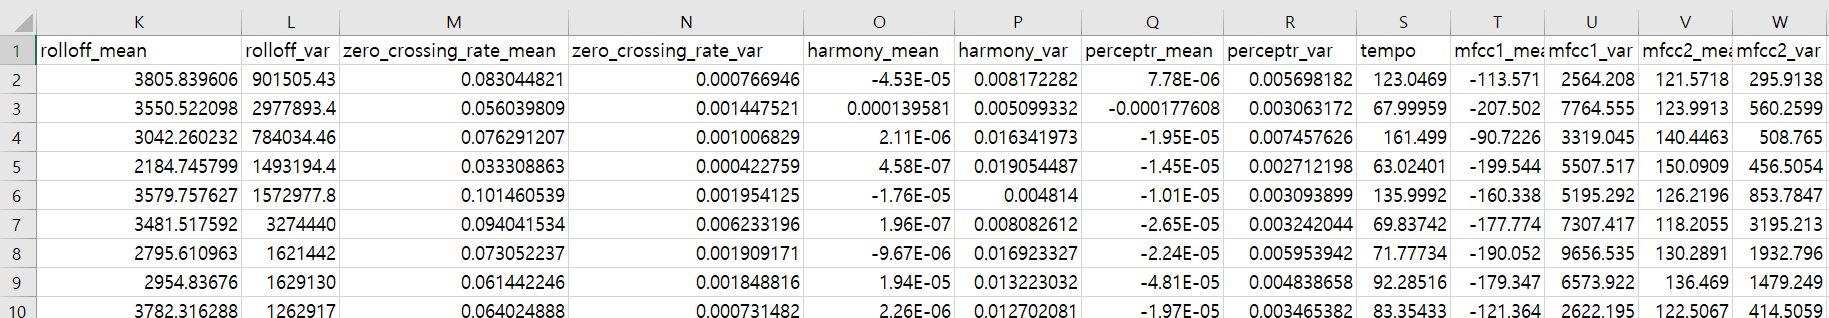 K L M N O P Q R S T U V W
1 rolloff_mean rolloff_var zero_crossing_rate_mean zero_crossing_rate_var harmony_mean harmony_var perceptr_mean perceptr_var tempo mfcc1_mea mfcc1_var mfcc2_mea mfcc2_var
2 3805.839606 901505.43 0.083044821 0.000766946 -4.53E-05 0.008172282 7.78E-06 0.005698182 123.0469 -113.571 2564.208 121.5718 295.9138
3 3550.522098 2977893.4 0.056039809 0.001447521 0.000139581 0.005099332 -0.000177608 0.003063172 67.99959 -207.502 7764.555 123.9913 560.2599
4 3042.260232 784034.46 0.076291207 0.001006829 2.11E-06 0.016341973 -1.95E-05 0.007457626 161.499 -90.7226 3319.045 140.4463 508.765
5 2184.745799 1493194.4 0.033308863 0.000422759 4.58E-07 0.019054487 -1.45E-05 0.002712198 63.02401 -199.544 5507.517 150.0909 456.5054
6 3579.757627 1572977.8 0.101460539 0.001954125 -1.76E-05 0.004814 -1.01E-05 0.003093899 135.9992 -160.338 5195.292 126.2196 853.7847
7 3481.517592 3274440 0.094041534 0.006233196 1.96E-07 0.008082612 -2.65E-05 0.003242044 69.83742 -177.774 7307.417 118.2055 3195.213
8 2795.610963 1621442 0.073052237 0.001909171 -9.67E-06 0.016923327 -2.24E-05 0.005953942 71.77734 -190.052 9656.535 130.2891 1932.796
9 2954.83676 1629130 0.061442246 0.001848816 1.94E-05 0.013223032 -4.81E-05 0.004838658 92.28516 -179.347 6573.922 136.469 1479.249
10 3782.316288 1262917 0.064024888 0.000731482 2.26E-06 0.012702081 -1.97E-05 0.003465382 83.35433 -121.364 2622.195 122.5067 414.5059